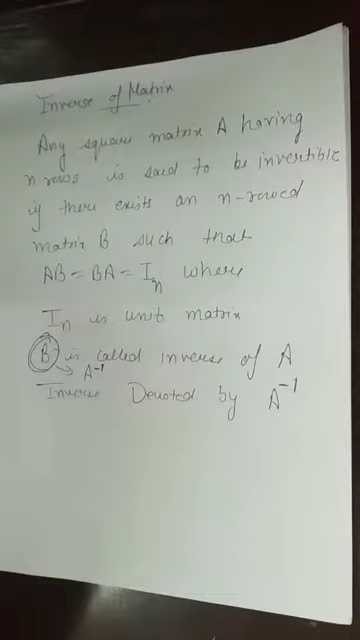 Inverse of Matrix
Any square matrix A having
n rows is said to be invertible
if there exists an n-rowed
matrix B such that
AB = BA = Iₙ where
Iₙ is unit matrix
B is called inverse of A
→ A⁻¹
Inverse Denoted by A⁻¹